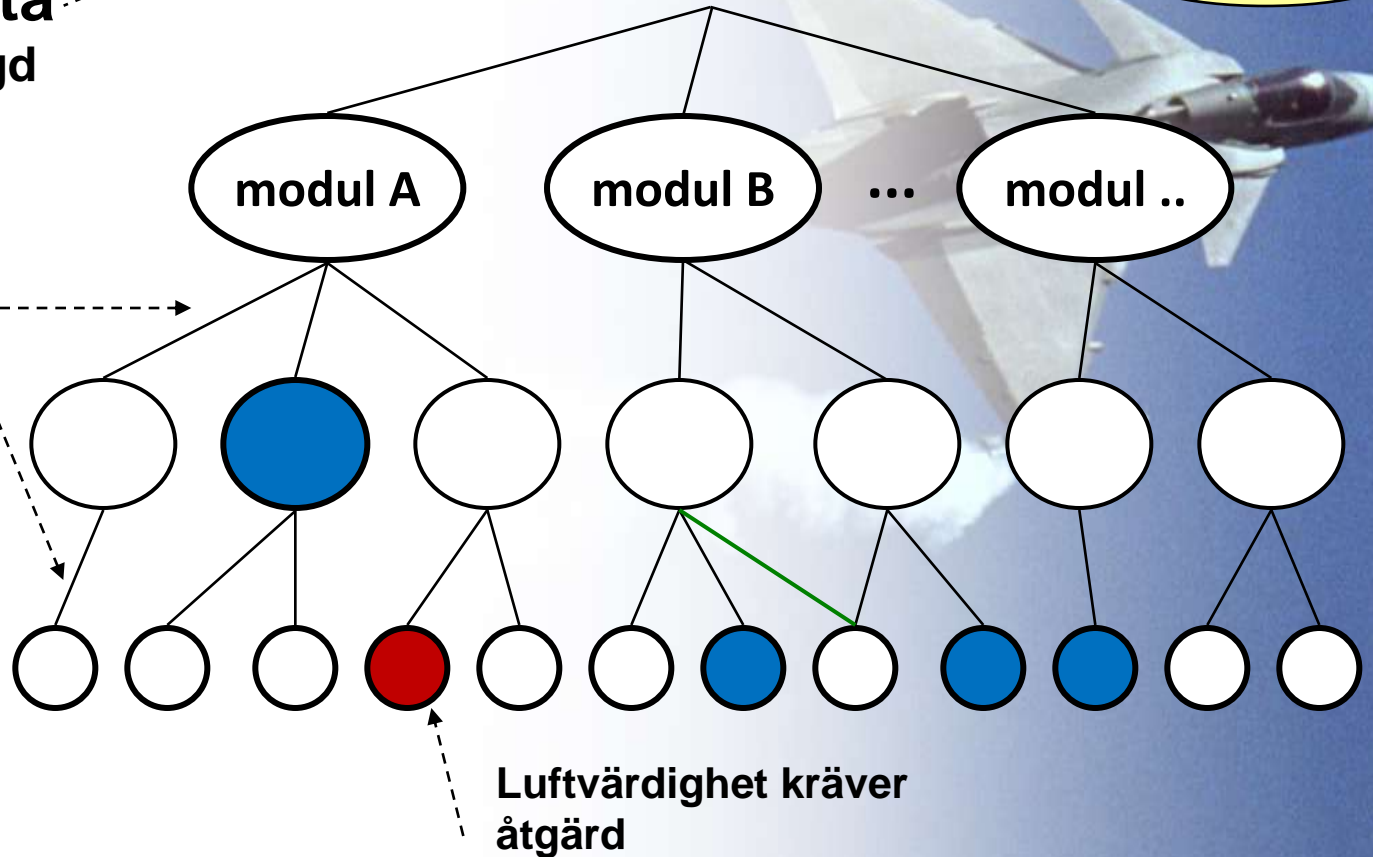 modul A
modul B
...
modul ..
Luftvärdighet kräver
åtgärd